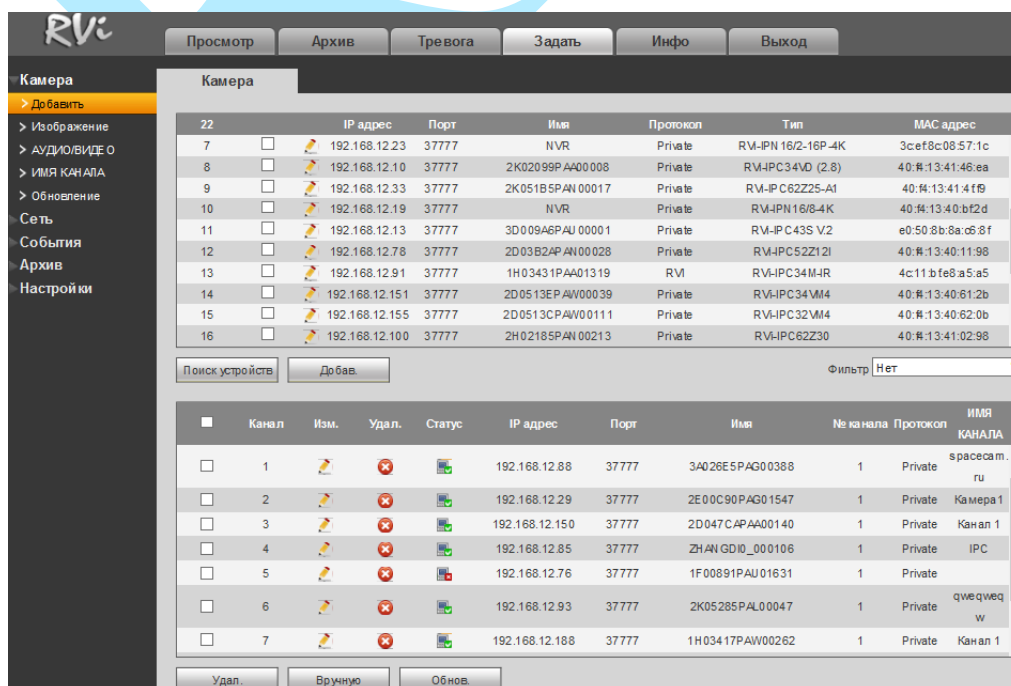 RVi
Просмотр Архив Тревога Задать Инфо Выход
Камера
> Добавить
> Изображение
> АУДИО/ВИДЕО
> ИМЯ КАНАЛА
> Обновление
Сеть
События
Архив
Настройки
Камера
22 IP адрес Порт Имя Протокол Тип MAC адрес
7 192.168.12.23 37777 NVR Private RVi-IPN16/2-16P-4K 3c:ef:8c:08:57:1c
8 192.168.12.10 37777 2K02099PAA00008 Private RVi-IPC34VD (2.8) 40:f4:13:41:46:ea
9 192.168.12.33 37777 2K051B5PAN00017 Private RVi-IPC62Z25-A1 40:f4:13:41:4f:f9
10 192.168.12.19 37777 NVR Private RVi-IPN16/8-4K 40:f4:13:40:bf:2d
11 192.168.12.13 37777 3D009A6PAU00001 Private RVi-IPC43S V.2 e0:50:8b:8a:c6:8f
12 192.168.12.78 37777 2D03B2APAN00028 Private RVi-IPC52Z12I 40:f4:13:40:11:98
13 192.168.12.91 37777 1H03431PAA01319 RVI RVi-IPC34M-IR 4c:11:bf:e8:a5:a5
14 192.168.12.151 37777 2D0513EPAW00039 Private RVi-IPC34VM4 40:f4:13:40:61:2b
15 192.168.12.155 37777 2D0513CPAW00111 Private RVi-IPC32VM4 40:f4:13:40:62:0b
16 192.168.12.100 37777 2H02185PAN00213 Private RVi-IPC62Z30 40:f4:13:41:02:98
Поиск устройств Добав. Фильтр Нет
Канал Изм. Удал. Статус IP адрес Порт Имя № канала Протокол ИМЯ
КАНАЛА
1 192.168.12.88 37777 3A026E5PAG00388 1 Private spacecam.
ru
2 192.168.12.29 37777 2E00C90PAG01547 1 Private Камера1
3 192.168.12.150 37777 2D047CAPAA00140 1 Private Канал 1
4 192.168.12.85 37777 ZHANGDI0_000106 1 Private IPC
5 192.168.12.76 37777 1F00891PAU01631 1 Private
6 192.168.12.93 37777 2K05285PAL00047 1 Private qweqweq
w
7 192.168.12.188 37777 1H03417PAW00262 1 Private Канал 1
Удал. Вручную Обнов.